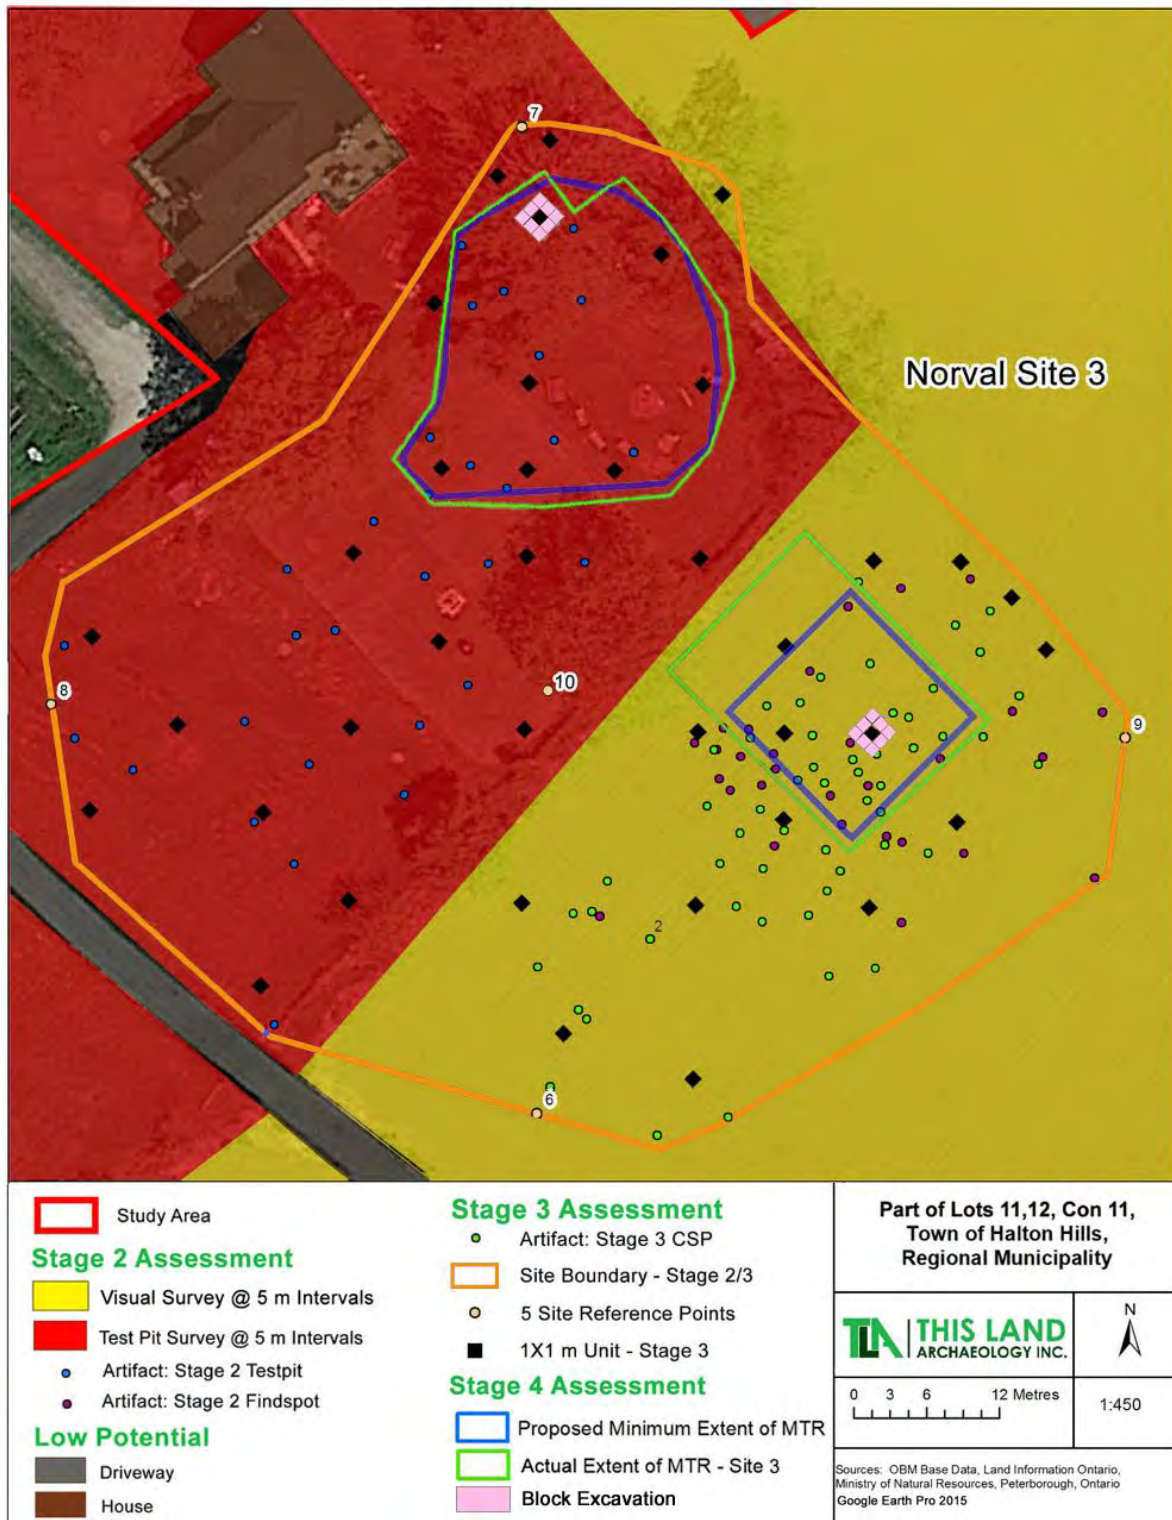 7
Norval Site 3
10
8
9
2
6
Study Area
Stage 2 Assessment
Visual Survey @ 5 m Intervals
Test Pit Survey @ 5 m Intervals
Artifact: Stage 2 Testpit
Artifact: Stage 2 Findspot
Low Potential
Driveway
House
Stage 3 Assessment
Artifact: Stage 3 CSP
Site Boundary - Stage 2/3
5 Site Reference Points
1X1 m Unit - Stage 3
Stage 4 Assessment
Proposed Minimum Extent of MTR
Actual Extent of MTR - Site 3
Block Excavation
Part of Lots 11,12, Con 11,
Town of Halton Hills,
Regional Municipality
TLA THIS LAND
ARCHAEOLOGY INC.
N
0 3 6 12 Metres
1:450
Sources: OBM Base Data, Land Information Ontario,
Ministry of Natural Resources, Peterborough, Ontario
Google Earth Pro 2015